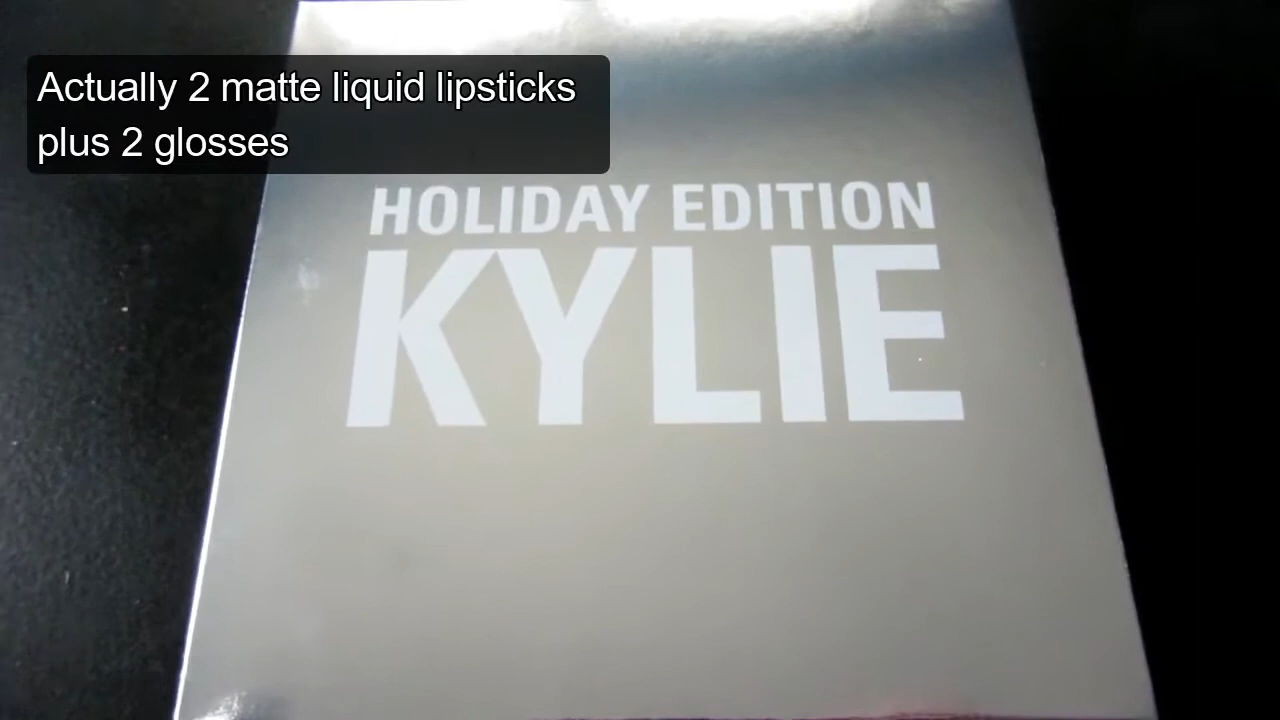 Actually 2 matte liquid lipsticks
plus 2 glosses
HOLIDAY EDITION
KYLIE